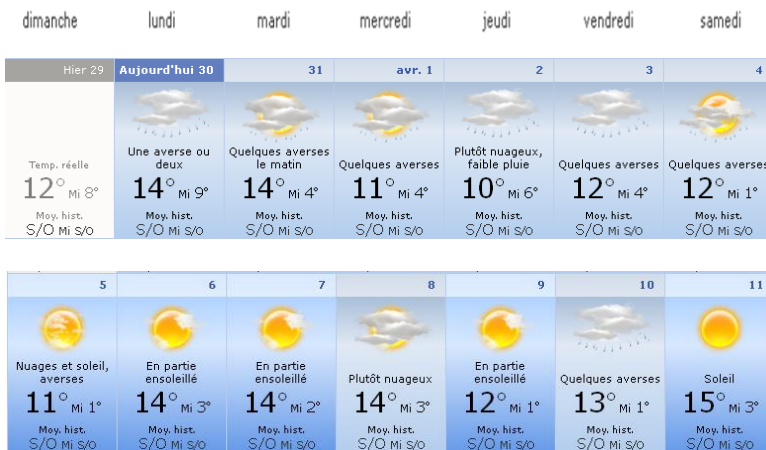 dimanche lundi mardi mercredi jeudi vendredi samedi
Hier 29 Aujourd'hui 30 31 avr. 1 2 3 4
Une averse ou deux
Quelques averses le matin
Quelques averses
Plutôt nuageux, faible pluie
Quelques averses
Quelques averses
Temp. réelle
12° Mi 8° 14° Mi 9° 14° Mi 4° 11° Mi 4° 10° Mi 6° 12° Mi 4° 12° Mi 1°
Moy. hist. Moy. hist. Moy. hist. Moy. hist. Moy. hist. Moy. hist. Moy. hist.
S/O Mi S/O S/O Mi S/O S/O Mi S/O S/O Mi S/O S/O Mi S/O S/O Mi S/O S/O Mi S/O
5 6 7 8 9 10 11
Nuages et soleil, averses
En partie ensoleillé
En partie ensoleillé
Plutôt nuageux
En partie ensoleillé
Quelques averses
Soleil
11° Mi 1° 14° Mi 3° 14° Mi 2° 14° Mi 3° 12° Mi 1° 13° Mi 1° 15° Mi 3°
Moy. hist. Moy. hist. Moy. hist. Moy. hist. Moy. hist. Moy. hist. Moy. hist.
S/O Mi S/O S/O Mi S/O S/O Mi S/O S/O Mi S/O S/O Mi S/O S/O Mi S/O S/O Mi S/O